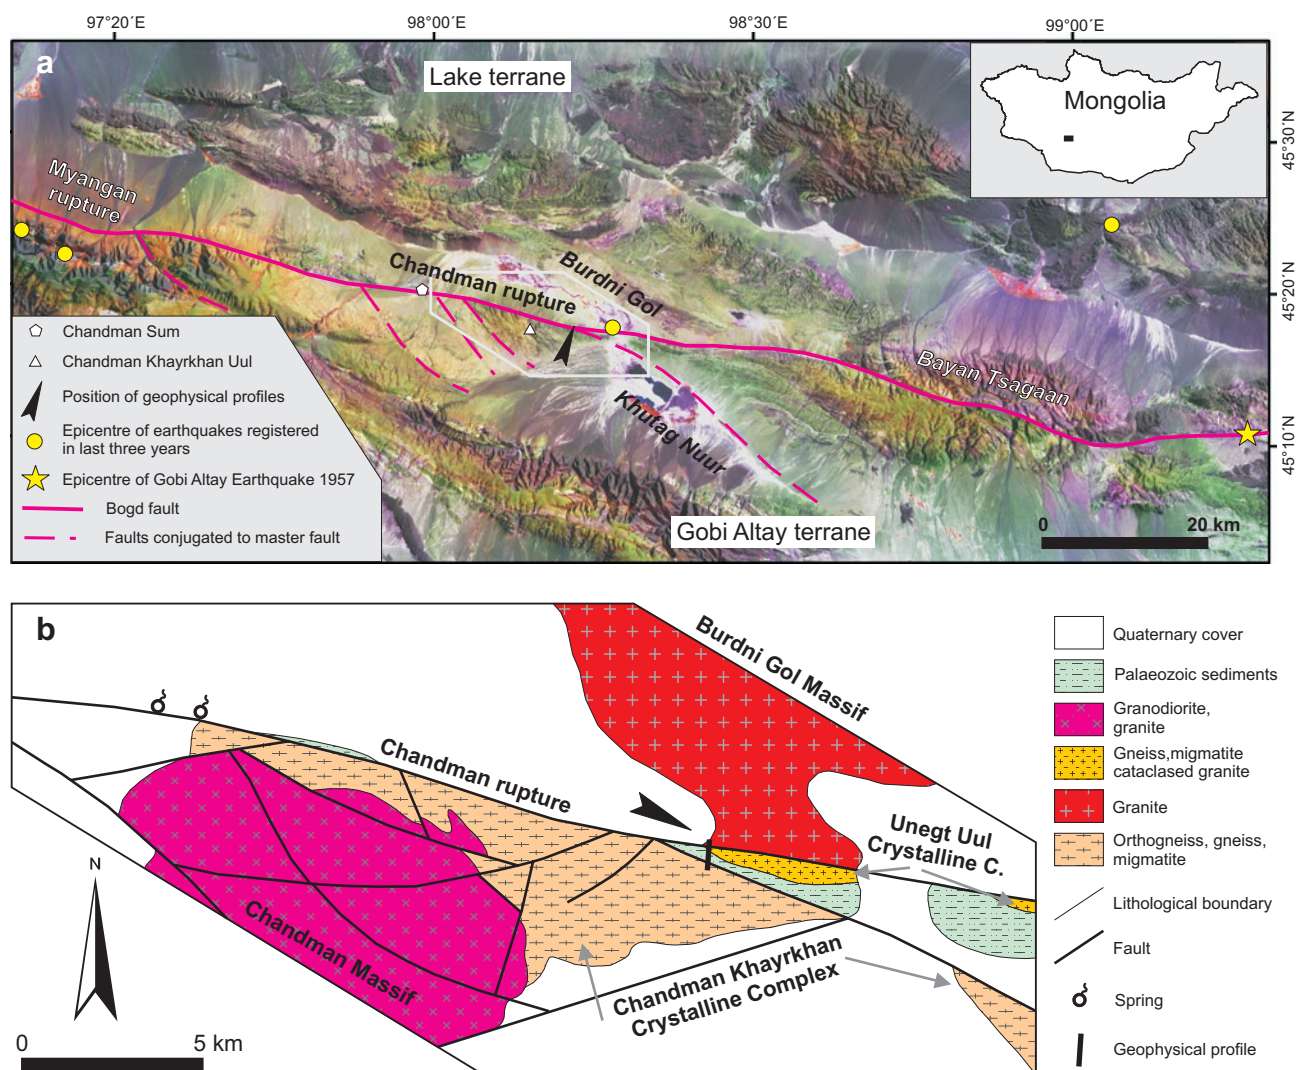 97°20´E
98°00´E
98°30´E
99°00´E
a
Lake terrane
Mongolia
45°30´N
45°20´N
45°10´N
Myangan
rupture
Chandman rupture
Burdni Gol
Bayan Tsagaan
Khutag Nuur
Gobi Altay terrane
0
20 km
Chandman Sum
Chandman Khayrkhan Uul
Position of geophysical profiles
Epicentre of earthquakes registered
in last three years
Epicentre of Gobi Altay Earthquake 1957
Bogd fault
Faults conjugated to master fault
b
Burdni Gol Massif
Chandman rupture
Unegt Uul
Crystalline C.
Chandman Massif
Chandman Khayrkhan
Crystalline Complex
N
0
5 km
Quaternary cover
Palaeozoic sediments
Granodiorite,
granite
Gneiss,migmatite
cataclased granite
Granite
Orthogneiss, gneiss,
migmatite
Lithological boundary
Fault
Spring
Geophysical profile